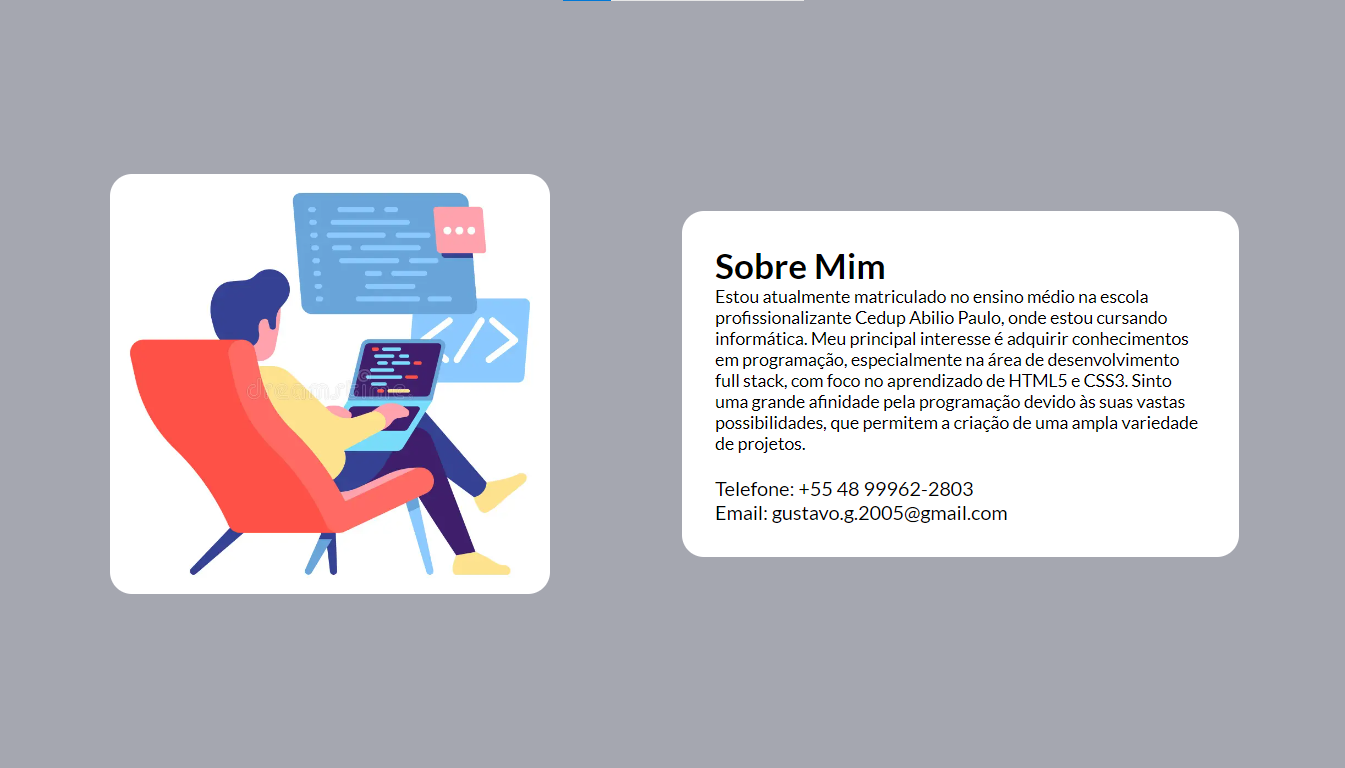 dreamstime
Sobre Mim
Estou atualmente matriculado no ensino médio na escola
profissionalizante Cedup Abilio Paulo, onde estou cursando
informática. Meu principal interesse é adquirir conhecimentos
em programação, especialmente na área de desenvolvimento
full stack, com foco no aprendizado de HTML5 e CSS3. Sinto
uma grande afinidade pela programação devido às suas vastas
possibilidades, que permitem a criação de uma ampla variedade
de projetos.
Telefone: +55 48 99962-2803
Email: gustavo.g.2005@gmail.com